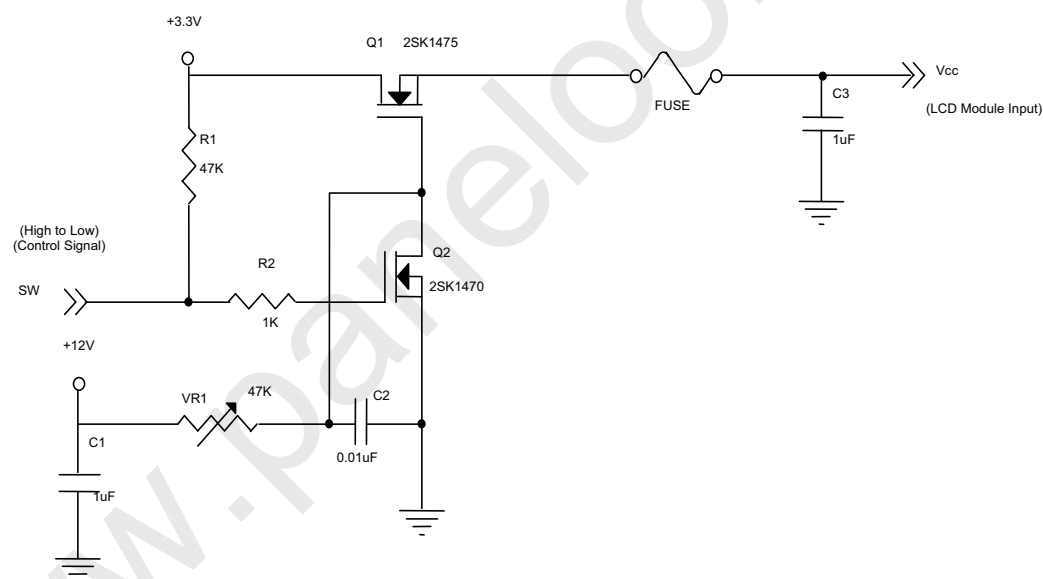 +3.3V
Q1 2SK1475
Vcc
FUSE
C3
(LCD Module Input)
R1
47K
1uF
(High to Low)
(Control Signal)
R2
Q2
2SK1470
SW
1K
+12V
VR1
47K
C2
C1
0.01uF
1uF
w.paneloo